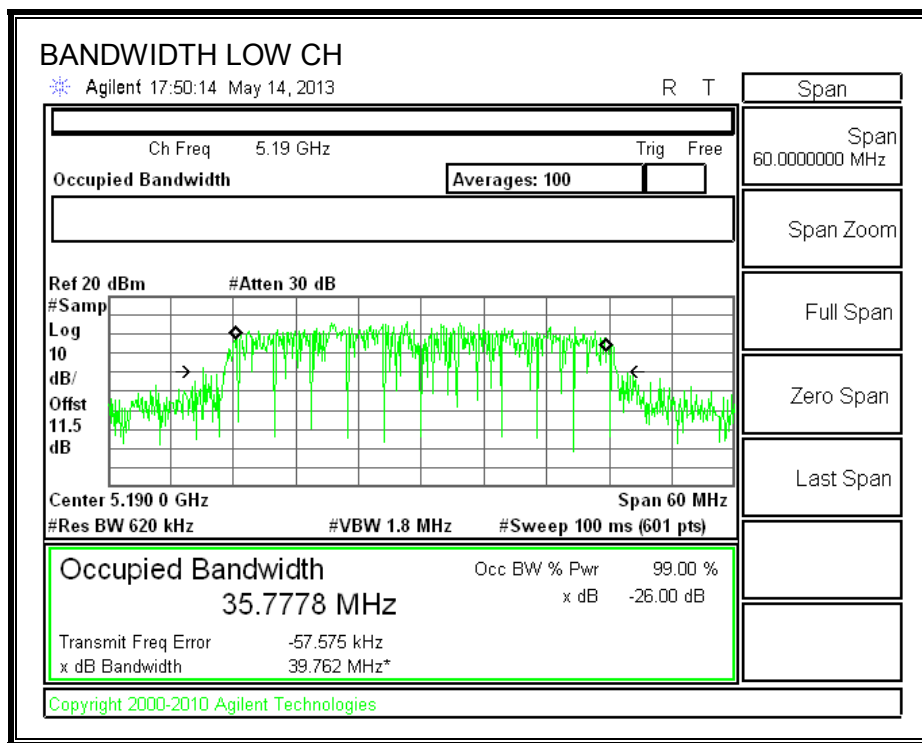 BANDWIDTH LOW CH
Agilent 17:50:14 May 14, 2013 R T
Span
Ch Freq 5.19 GHz Trig Free
Occupied Bandwidth Averages: 100
Span
60.0000000 MHz
Span Zoom
Full Span
Zero Span
Last Span
Ref 20 dBm #Atten 30 dB
#Samp
Log
10
dB/
Offst
11.5
dB
Center 5.190 0 GHz Span 60 MHz
#Res BW 620 kHz #VBW 1.8 MHz #Sweep 100 ms (601 pts)
Occupied Bandwidth Occ BW % Pwr 99.00 %
35.7778 MHz x dB -26.00 dB
Transmit Freq Error -57.575 kHz
x dB Bandwidth 39.762 MHz*
Copyright 2000-2010 Agilent Technologies